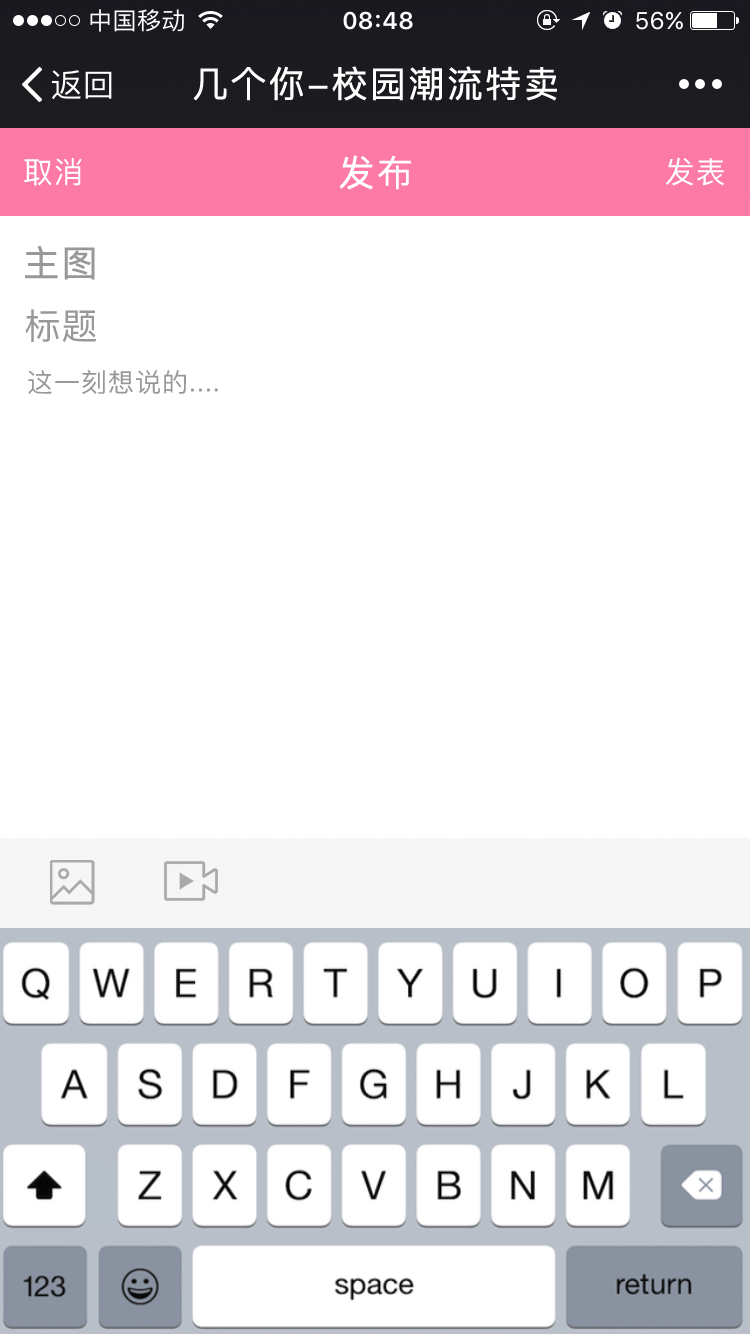 中国移动 08:48 56%
返回 几个你-校园潮流特卖
取消 发布 发表
主图
标题
这一刻想说的....
Q W E R T Y U I O P
A S D F G H J K L
Z X C V B N M
123 space return